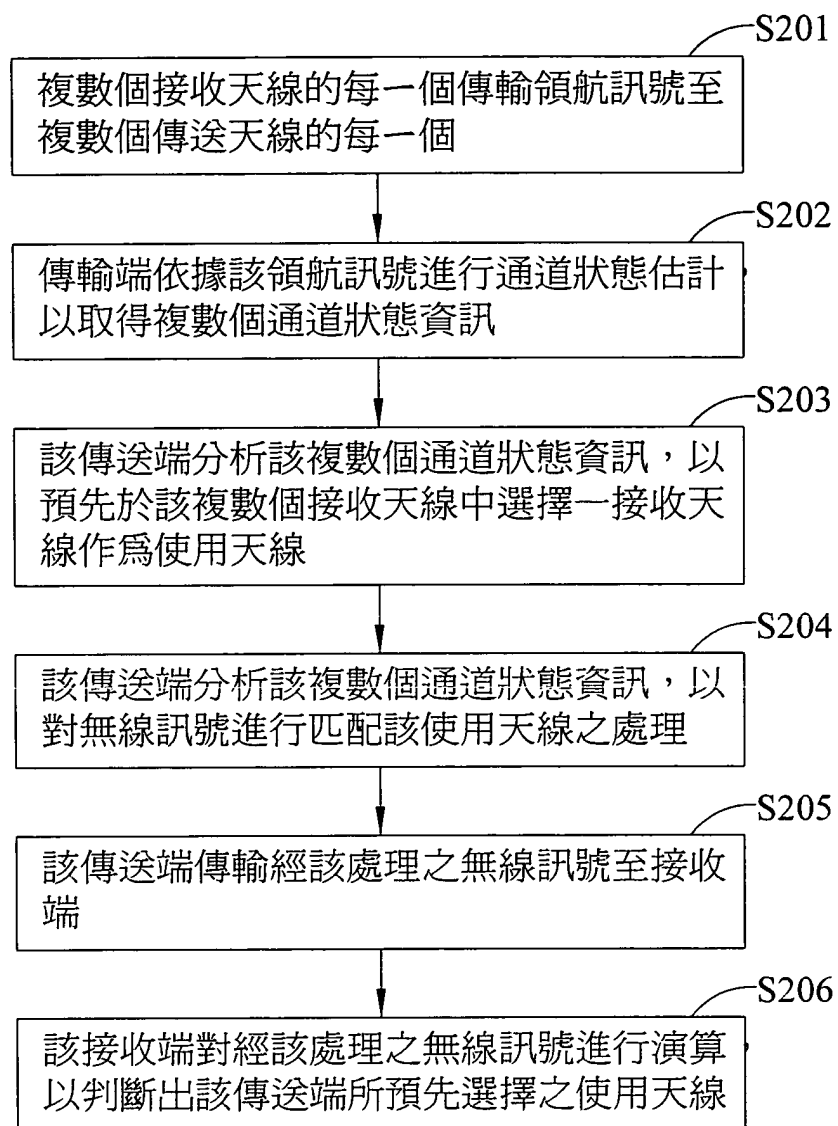 S201
複數個接收天線的每一個傳輸領航訊號至
複數個傳送天線的每一個
S202
傳輸端依據該領航訊號進行通道狀態估計
以取得複數個通道狀態資訊
S203
該傳送端分析該複數個通道狀態資訊，以
預先於該複數個接收天線中選擇一接收天
線作爲使用天線
S204
該傳送端分析該複數個通道狀態資訊，以
對無線訊號進行匹配該使用天線之處理
S205
該傳送端傳輸經該處理之無線訊號至接收
端
S206
該接收端對經該處理之無線訊號進行演算
以判斷出該傳送端所預先選擇之使用天線